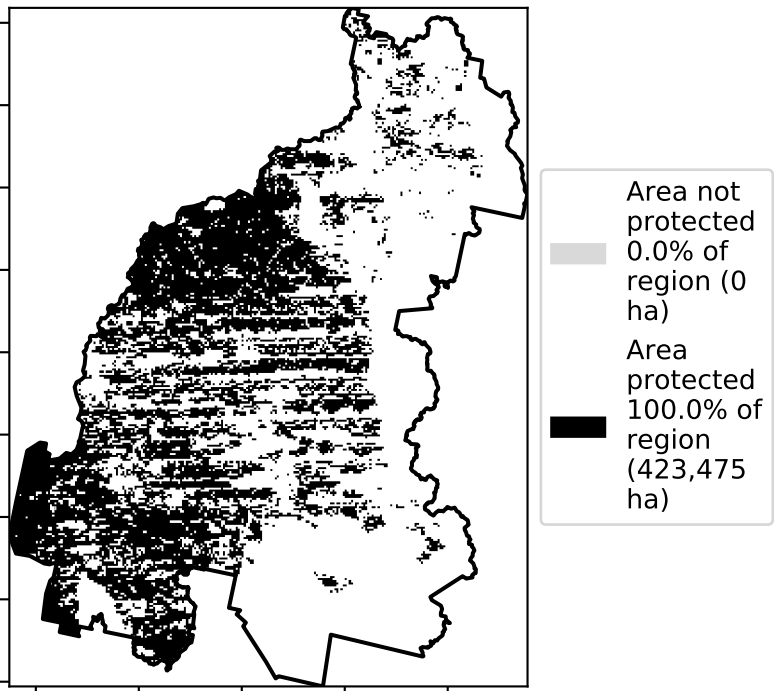 Area not
protected
0.0% of
region (0
ha)
Area
protected
100.0% of
region
(423,475
ha)